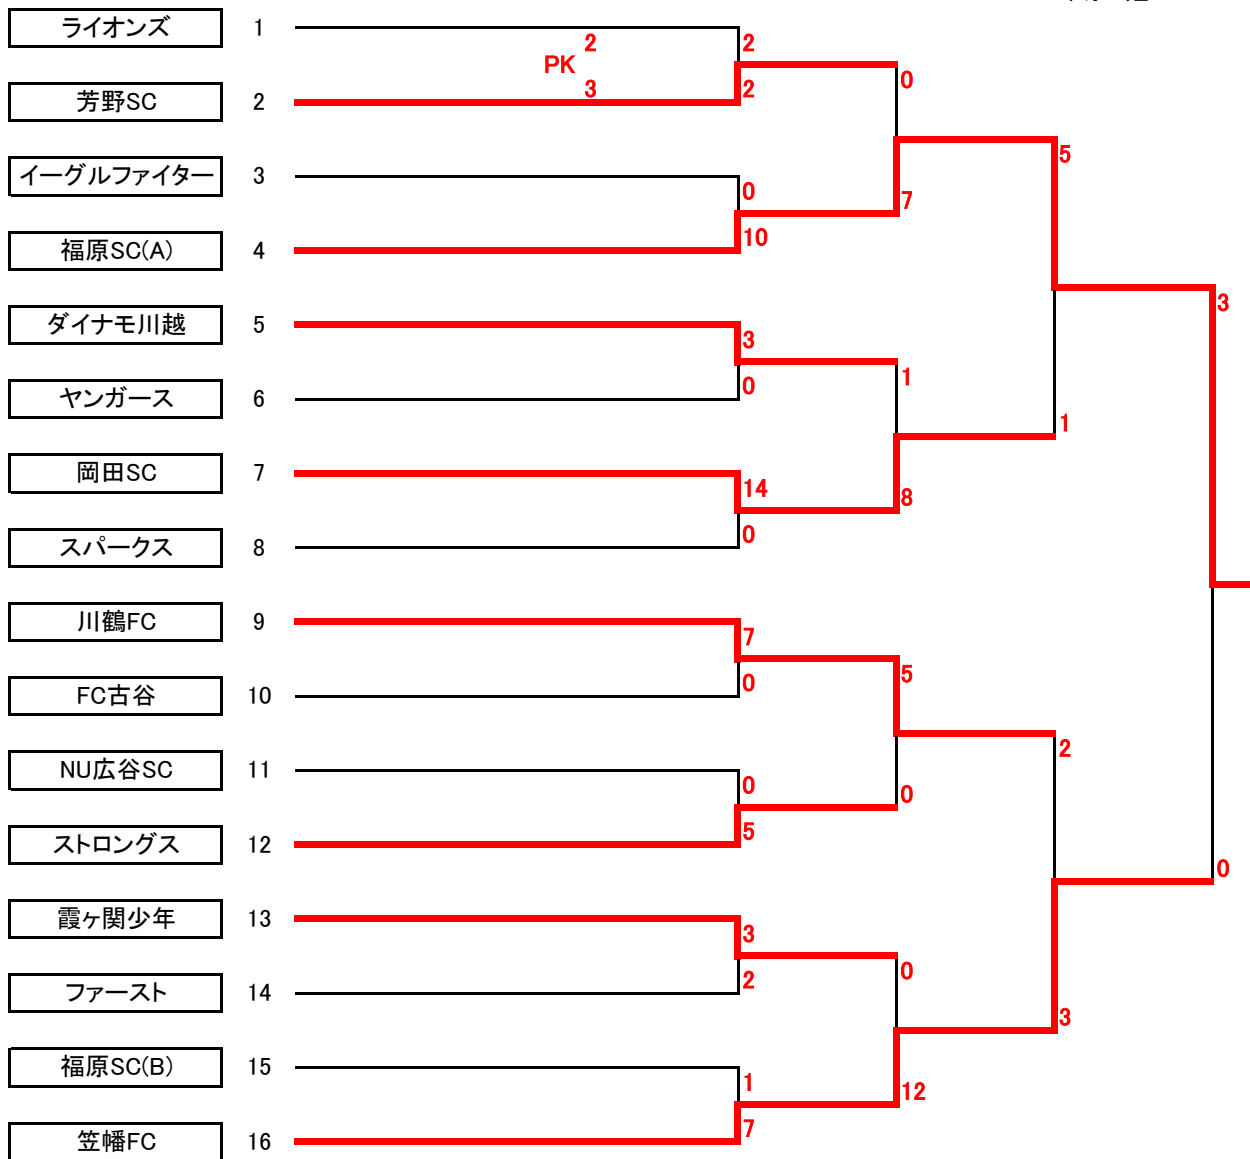 ライオンズ 1
2 2
PK
芳野SC 2
3 2
0
イーグルファイター 3
5
0
7
福原SC(A) 4
10
ダイナモ川越 5
3
3
1
ヤンガース 6
0
1
岡田SC 7
14
8
スパークス 8
0
川鶴FC 9
7
5
FC古谷 10
0
2
NU広谷SC 11
0
0
ストロングス 12
5
0
霞ヶ関少年 13
3
0
ファースト 14
2
3
福原SC(B) 15
1
12
笠幡FC 16
7